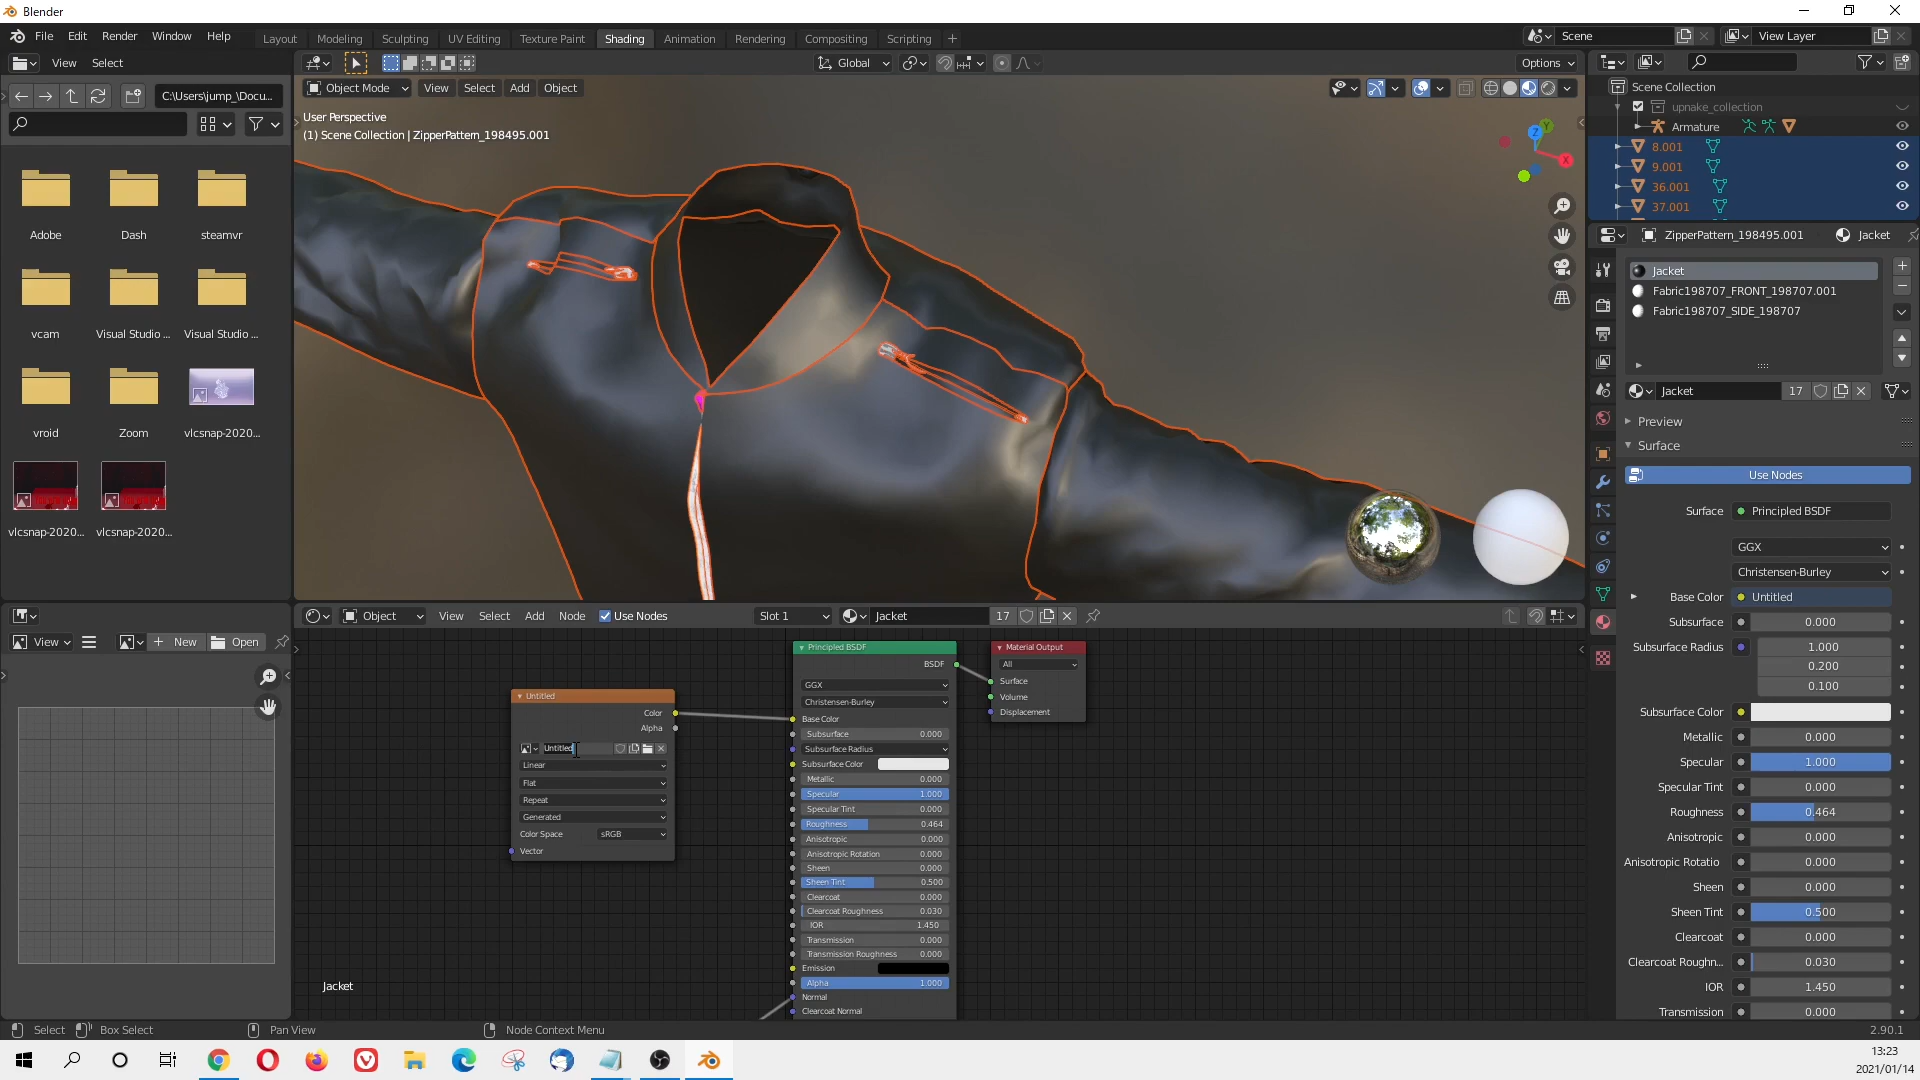 Blender
File Edit Render Window Help
Layout Modeling Sculpting UV Editing Texture Paint Shading Animation Rendering Compositing Scripting
Scene
View Layer
View Select
Global
Options
C:\Users\jump_\Docu...
Object Mode View Select Add Object
User Perspective
(1) Scene Collection | ZipperPattern_198495.001
X
Y
Z
Adobe
Dash
steamvr
vcam
Visual Studio ...
Visual Studio ...
vroid
Zoom
vlcsnap-2020...
vlcsnap-2020...
vlcsnap-2020...
Scene Collection
upnake_collection
Armature
8.001
9.001
36.001
37.001
ZipperPattern_198495.001 Jacket
Jacket
Fabric198707_FRONT_198707.001
Fabric198707_SIDE_198707
Jacket 17
Preview
Surface
Use Nodes
Surface Principled BSDF
GGX
Christensen-Burley
Base Color Untitled
Subsurface 0.000
Subsurface Radius 1.000
0.200
0.100
Subsurface Color
Metallic 0.000
Specular 1.000
Specular Tint 0.000
Roughness 0.464
Anisotropic 0.000
Anisotropic Rotatio 0.000
Sheen 0.000
Sheen Tint 0.500
Clearcoat 0.000
Clearcoat Roughn... 0.030
IOR 1.450
Transmission 0.000
View New Open
Object View Select Add Node Use Nodes Slot 1 Jacket 17
Untitled
Color
Alpha
Untitled
Linear
Flat
Repeat
Generated
Color Space sRGB
Vector
Principled BSDF
BSDF
GGX
Christensen-Burley
Base Color
Subsurface 0.000
Subsurface Radius
Subsurface Color
Metallic 0.000
Specular 1.000
Specular Tint 0.000
Roughness 0.464
Anisotropic 0.000
Anisotropic Rotation 0.000
Sheen 0.000
Sheen Tint 0.500
Clearcoat 0.000
Clearcoat Roughness 0.030
IOR 1.450
Transmission 0.000
Transmission Roughness 0.000
Emission
Alpha 1.000
Normal
Clearcoat Normal
Material Output
All
Surface
Volume
Displacement
Jacket
Select Box Select Pan View Node Context Menu 2.90.1
13:23
2021/01/14